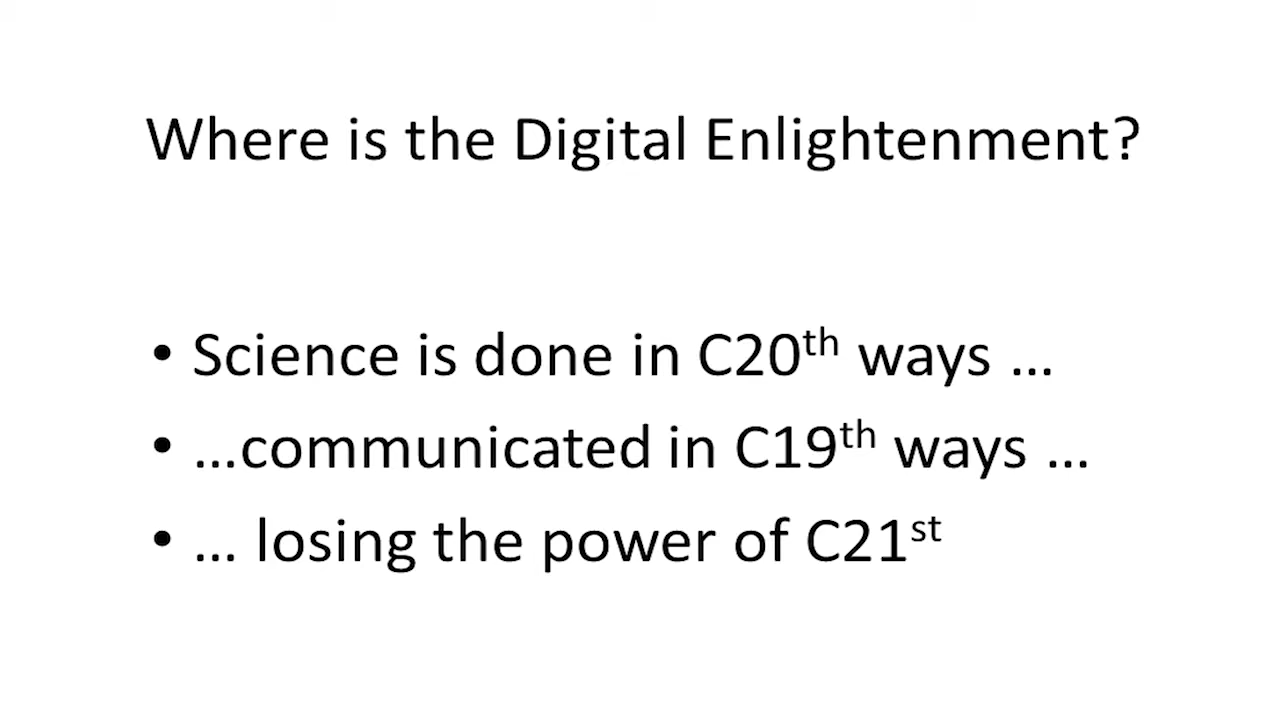 Where is the Digital Enlightenment?
• Science is done in C20th ways …
• …communicated in C19th ways …
• … losing the power of C21st